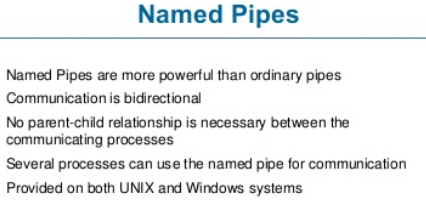 Named Pipes
Named Pipes are more powerful than ordinary pipes
Communication is bidirectional
No parent-child relationship is necessary between the
communicating processes
Several processes can use the named pipe for communication
Provided on both UNIX and Windows systems